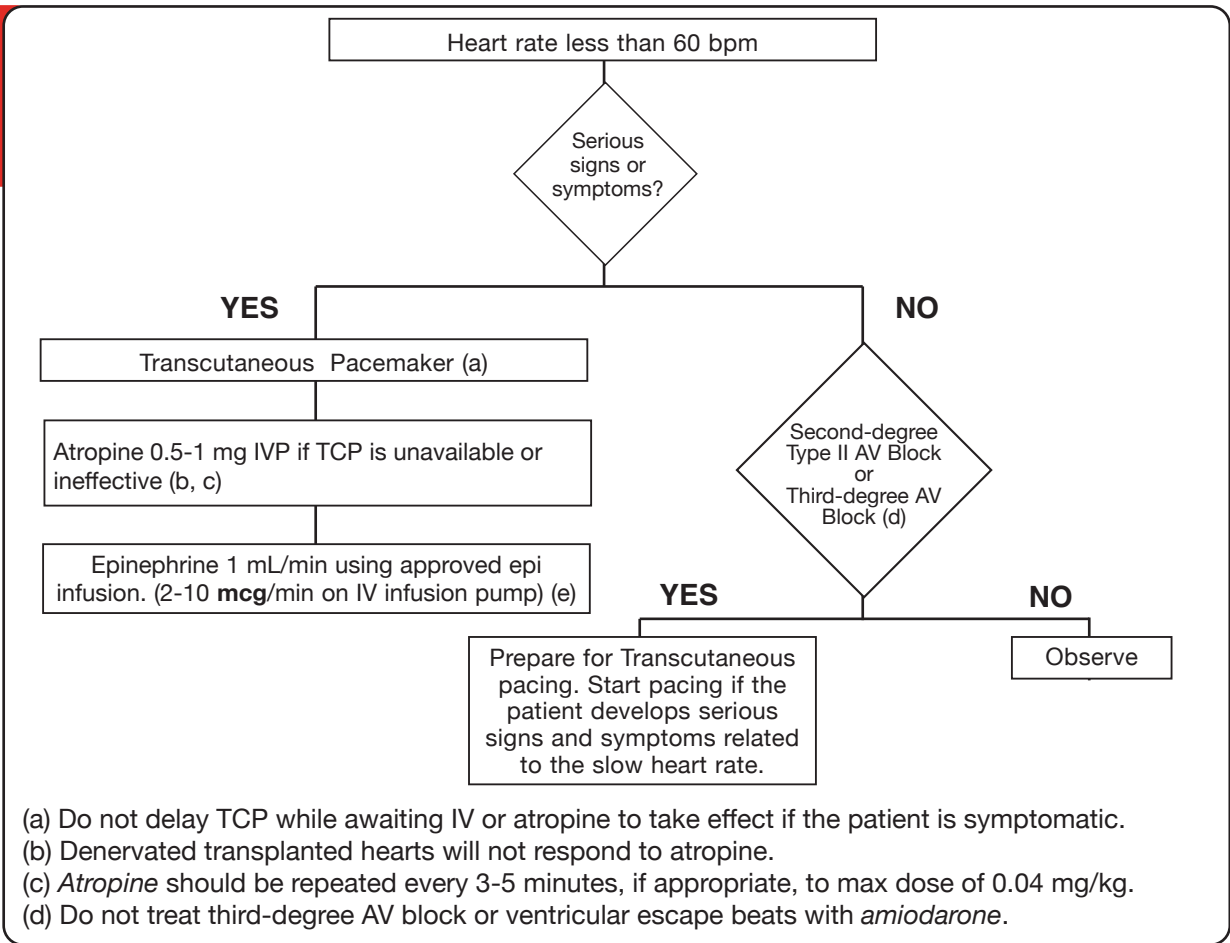 Heart rate less than 60 bpm
Serious
signs or
symptoms?
YES
NO
Transcutaneous Pacemaker (a)
Atropine 0.5-1 mg IVP if TCP is unavailable or
ineffective (b, c)
Epinephrine 1 mL/min using approved epi
infusion. (2-10 mcg/min on IV infusion pump) (e)
Second-degree
Type II AV Block
or
Third-degree AV
Block (d)
YES
NO
Prepare for Transcutaneous
pacing. Start pacing if the
patient develops serious
signs and symptoms related
to the slow heart rate.
Observe
(a) Do not delay TCP while awaiting IV or atropine to take effect if the patient is symptomatic.
(b) Denervated transplanted hearts will not respond to atropine.
(c) Atropine should be repeated every 3-5 minutes, if appropriate, to max dose of 0.04 mg/kg.
(d) Do not treat third-degree AV block or ventricular escape beats with amiodarone.